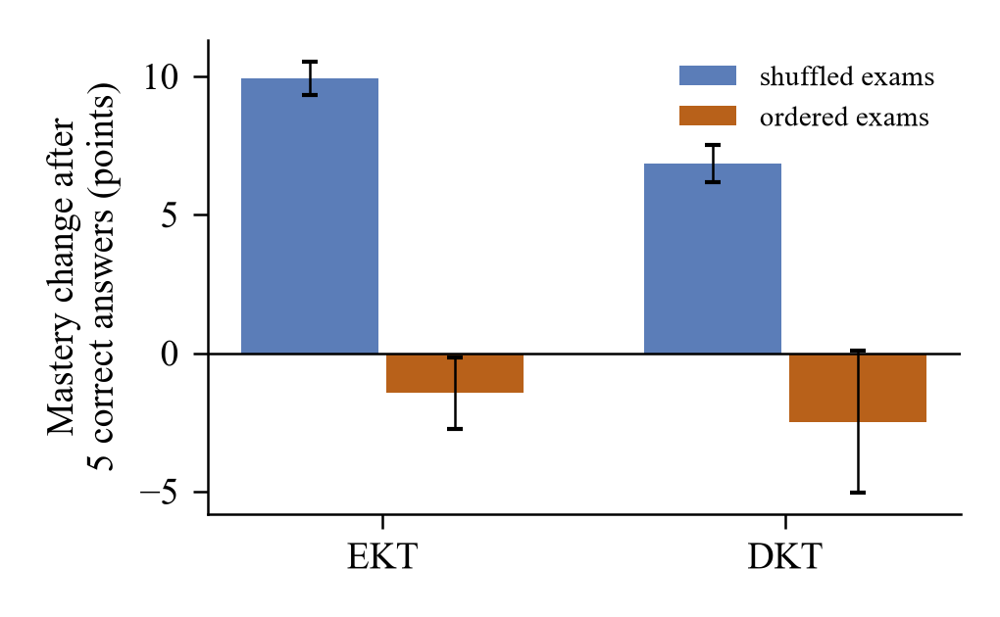 Mastery change after
5 correct answers (points)
10
5
0
−5
shuffled exams
ordered exams
EKT
DKT